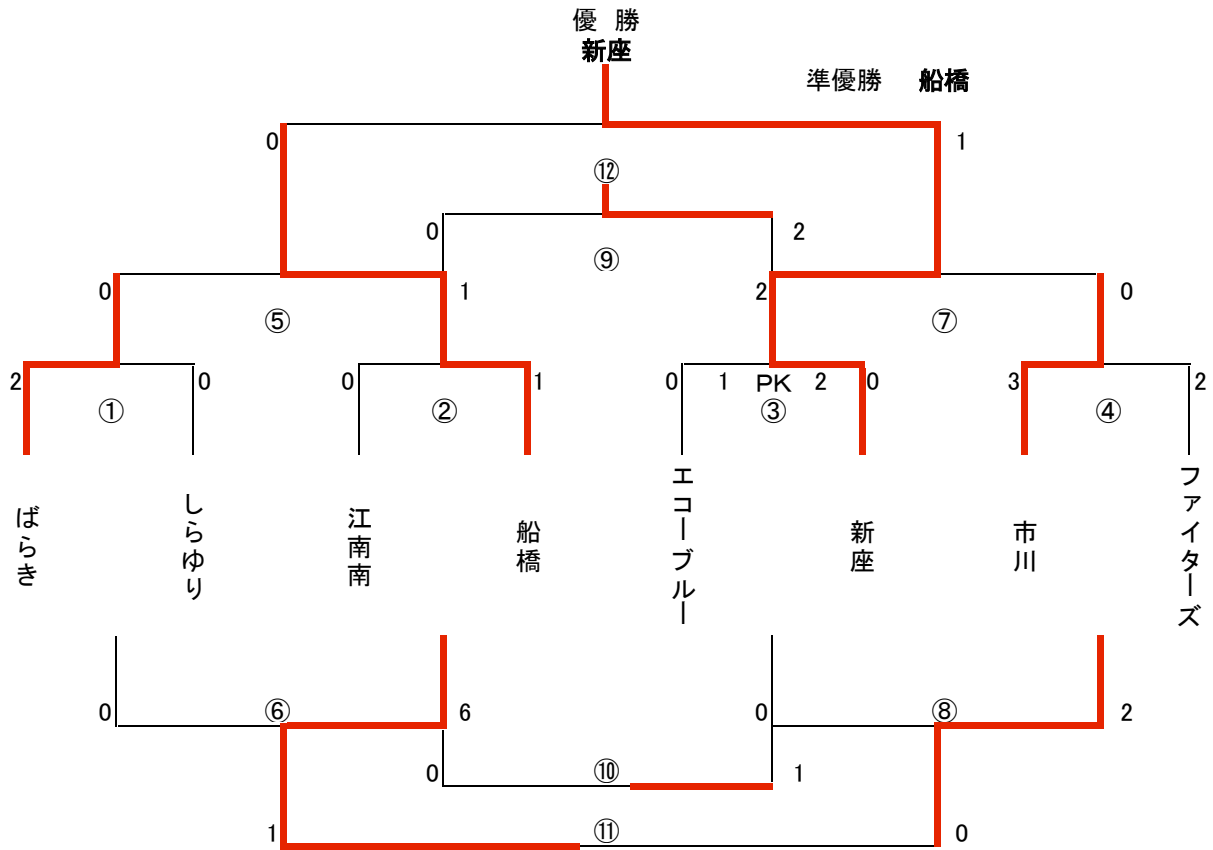 優 勝
新座
準優勝 船橋
0 1
⑫
0 2
⑨
0 1 2 0
⑤ ⑦
2 0 0 1 0 1 PK 2 0 3 2
① ② ③ ④
ばらき
しらゆり
江南南
船橋
エコーブルー
新座
市川
ファイターズ
0 ⑥ 6 0 ⑧ 2
0 ⑩ 1
1 ⑪ 0